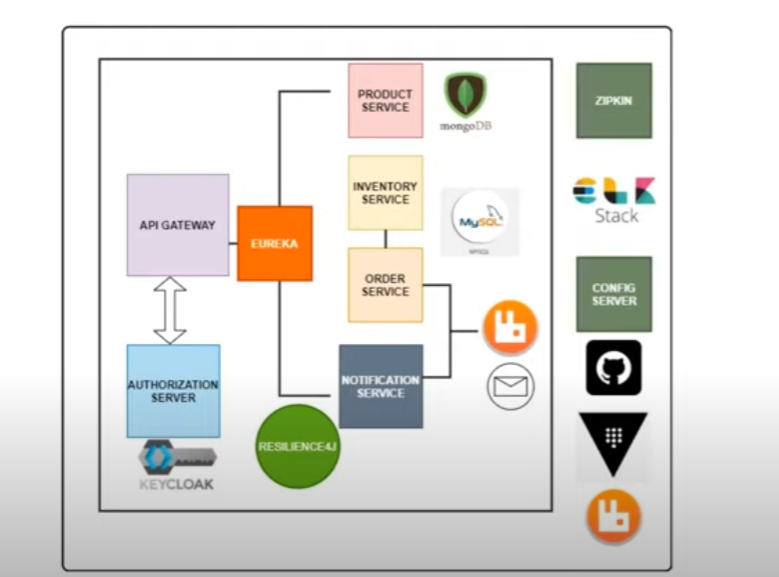 PRODUCT
SERVICE
mongoDB
ZIPKIN
INVENTORY
SERVICE
MySQL
Stack
API GATEWAY
EUREKA
ORDER
SERVICE
CONFIG
SERVER
AUTHORIZATION
SERVER
NOTIFICATION
SERVICE
RESILIENCE4J
KEYCLOAK